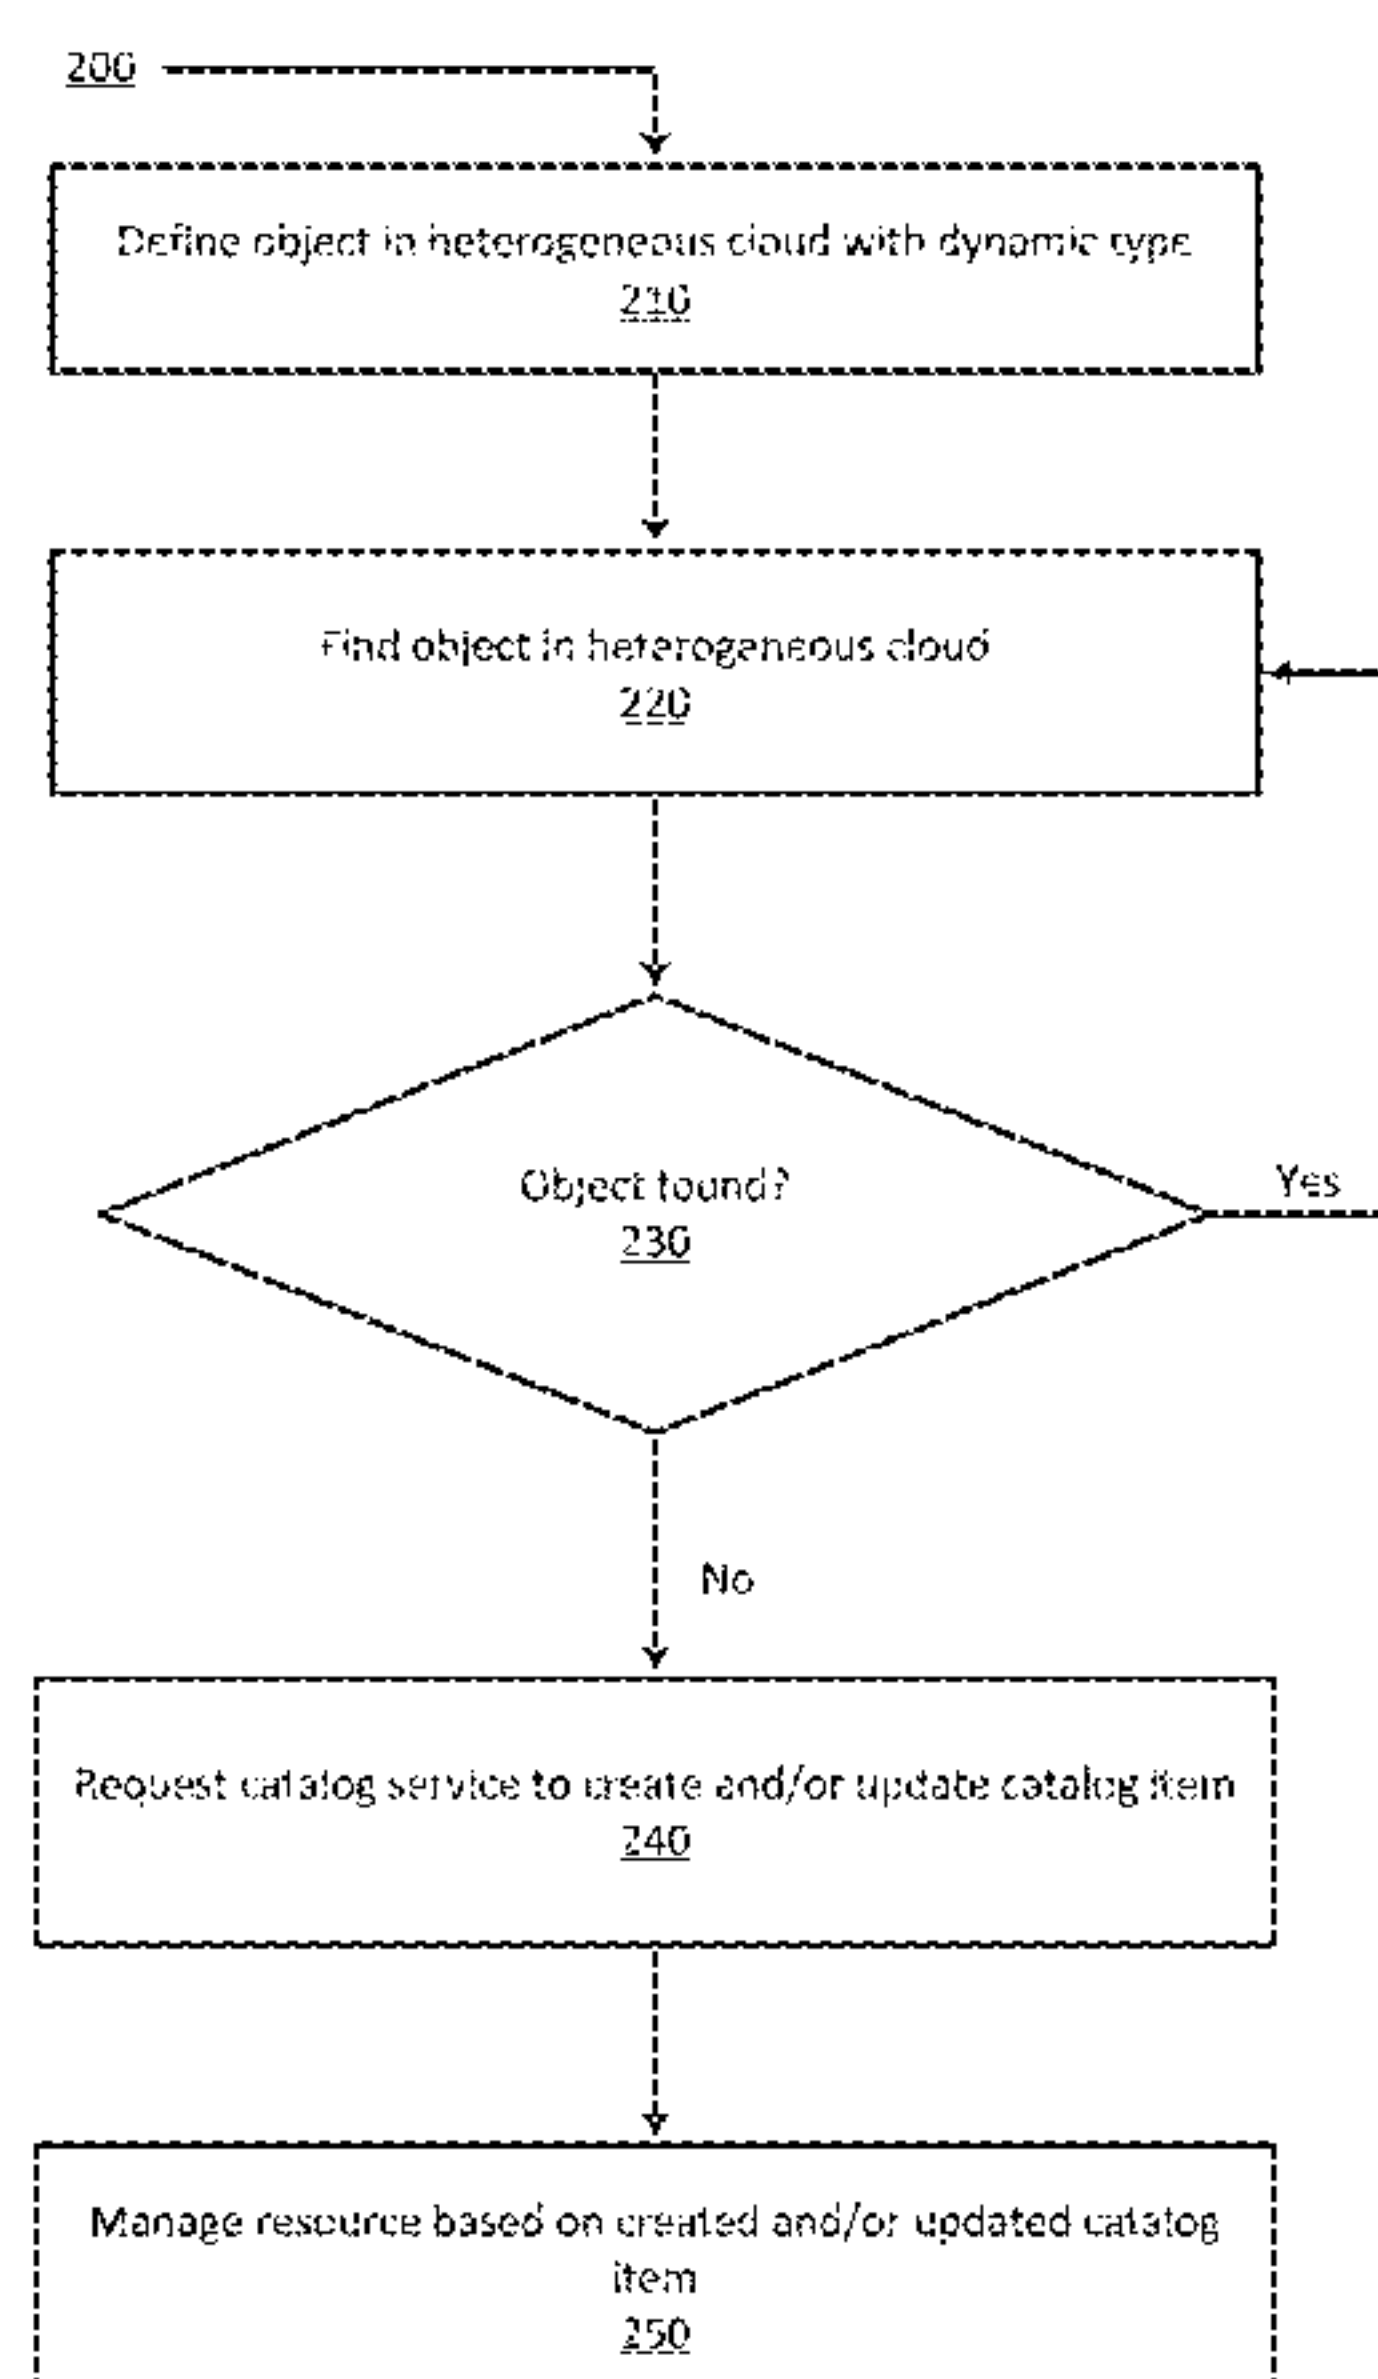 200
Define object in heterogeneous cloud with dynamic type
210
Find object in heterogeneous cloud
220
Object found?
230
Yes
No
Request catalog service to create and/or update catalog item
240
Manage resource based on created and/or updated catalog
item
250